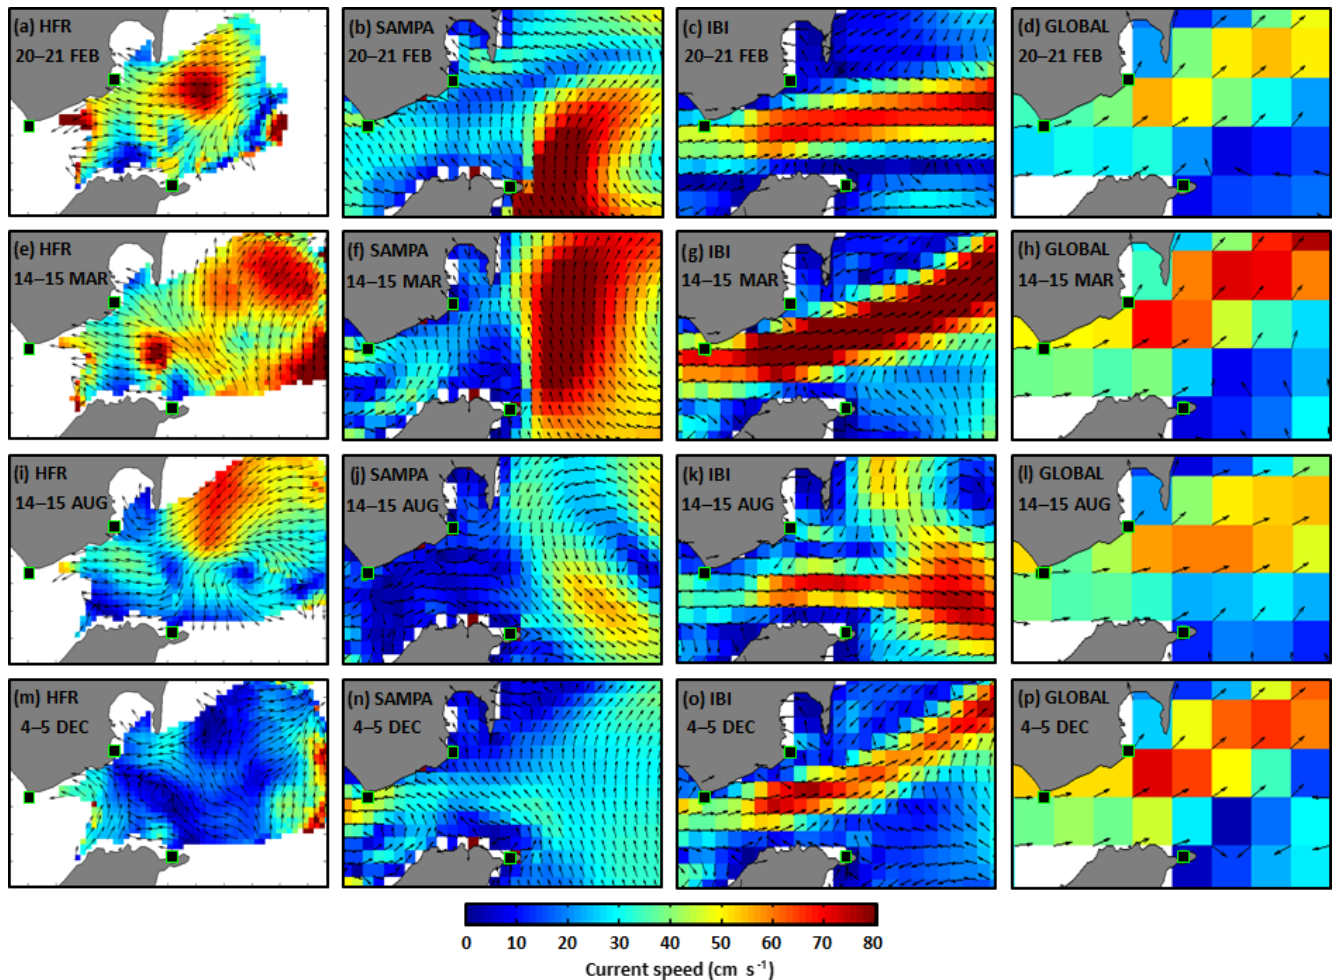 (a) HFR
20–21 FEB
(b) SAMPA
20–21 FEB
(c) IBI
20–21 FEB
(d) GLOBAL
20–21 FEB
(e) HFR
14–15 MAR
(f) SAMPA
14–15 MAR
(g) IBI
14–15 MAR
(h) GLOBAL
14–15 MAR
(i) HFR
14–15 AUG
(j) SAMPA
14–15 AUG
(k) IBI
14–15 AUG
(l) GLOBAL
14–15 AUG
(m) HFR
4–5 DEC
(n) SAMPA
4–5 DEC
(o) IBI
4–5 DEC
(p) GLOBAL
4–5 DEC
0 10 20 30 40 50 60 70 80
Current speed (cm s⁻¹)